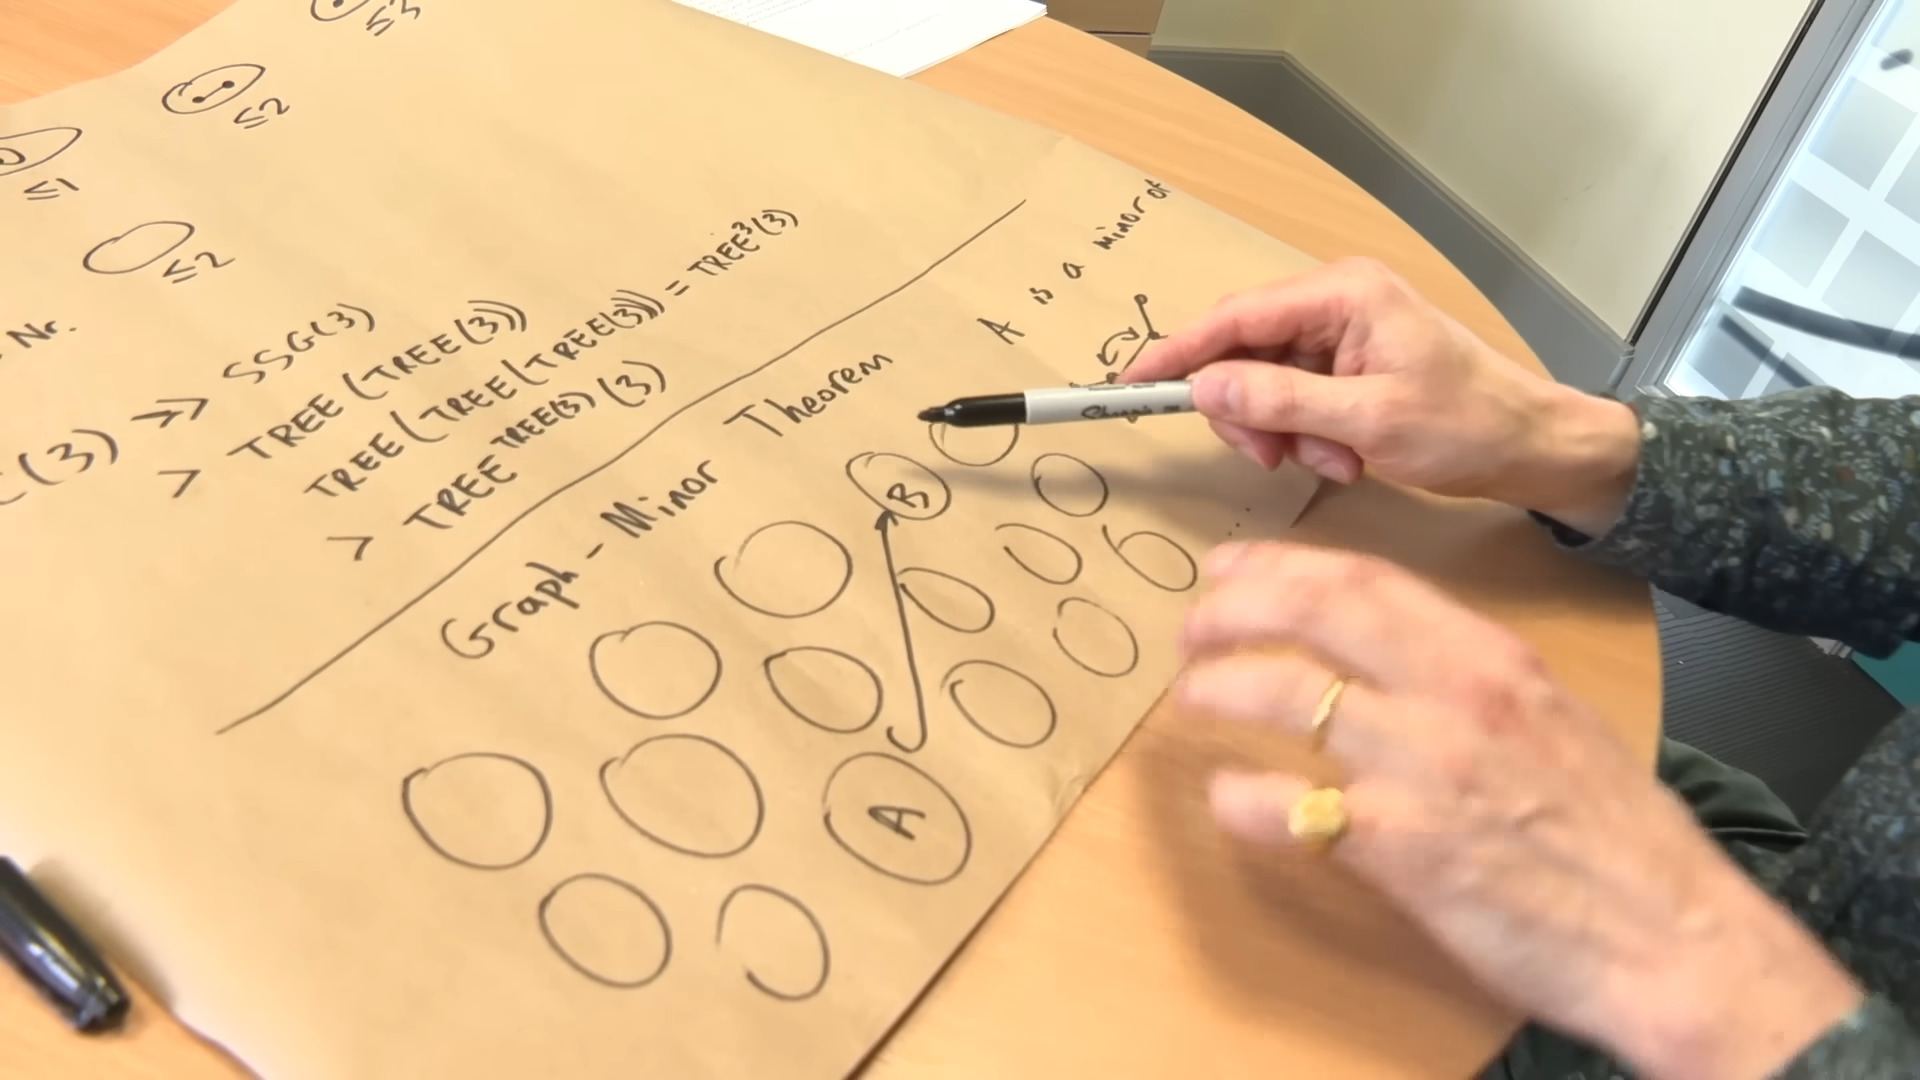 ≤3
≤2
≤1
≤2
Nr.
(3) >> SSG(3)
> TREE (TREE(3))
TREE (TREE (TREE(3))) = TREE³(3)
> TREE^TREE(3) (3)
Graph - Minor Theorem
A is a minor of
B
A
Sharpie